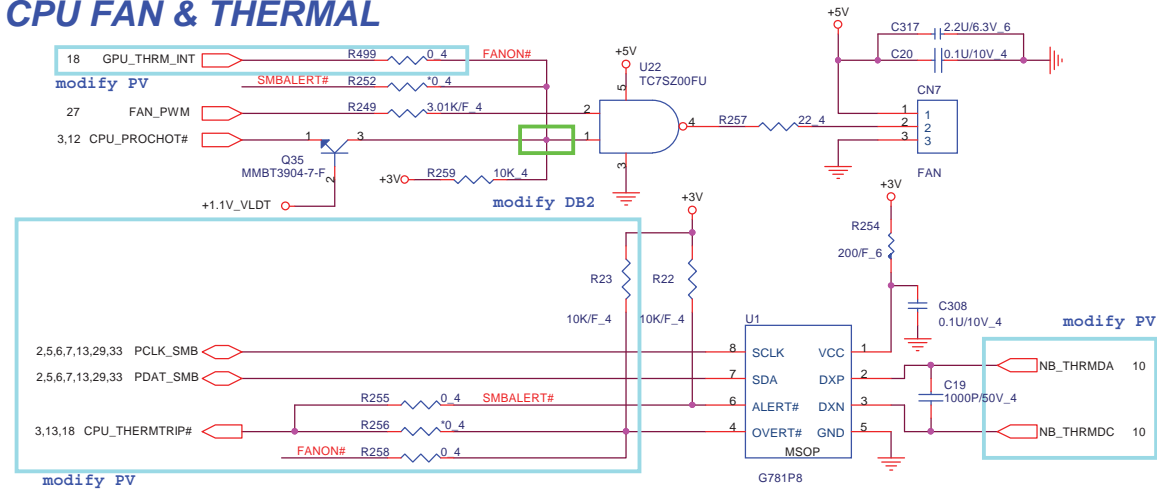 CPU FAN & THERMAL
+5V
C317 2.2U/6.3V_6
18 GPU_THRM_INT R499 0_4 FANON#
+5V
C20 0.1U/10V_4
modify PV
SMBALERT# R252 *0_4
U22
TC7SZ00FU
5
CN7
27 FAN_PWM R249 3.01K/F_4 2
1 1
4 R257 22_4 2 2
3,12 CPU_PROCHOT# 1 3 1
3 3
Q35
MMBT3904-7-F
2
3
FAN
+3V R259 10K_4
+3V
+1.1V_VLDT
modify DB2
+3V
R254
200/F_6
R23 R22
C308
0.1U/10V_4
10K/F_4 10K/F_4
U1
modify PV
2,5,6,7,13,29,33 PCLK_SMB 8 SCLK VCC 1
NB_THRMDA 10
2,5,6,7,13,29,33 PDAT_SMB 7 SDA DXP 2
C19
1000P/50V_4
R255 0_4 SMBALERT# 6 ALERT# DXN 3
3,13,18 CPU_THERMTRIP# R256 *0_4 4 OVERT# GND 5
NB_THRMDC 10
FANON# R258 0_4
MSOP
G781P8
modify PV